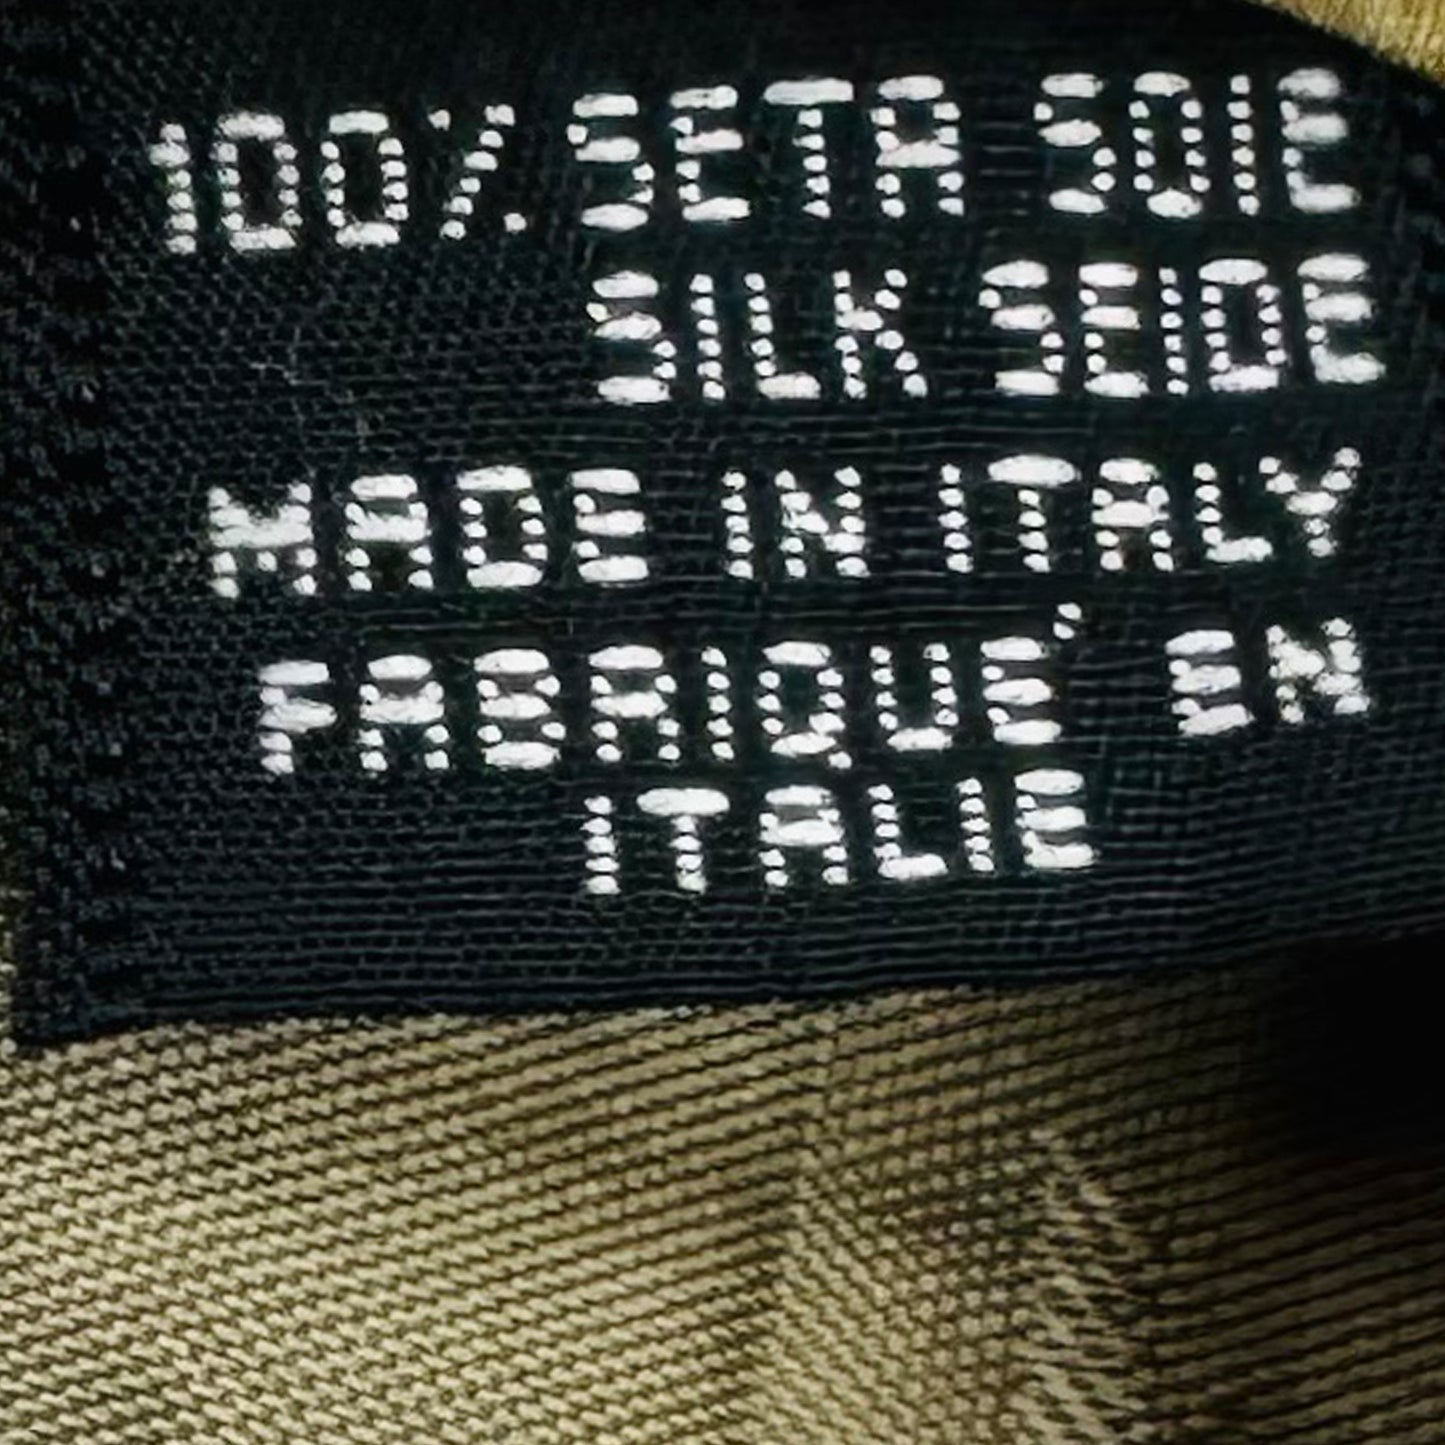 100% SETA SOIE
SILK SEIDE
MADE IN ITALY
FABRIQUÉ EN
ITALIE